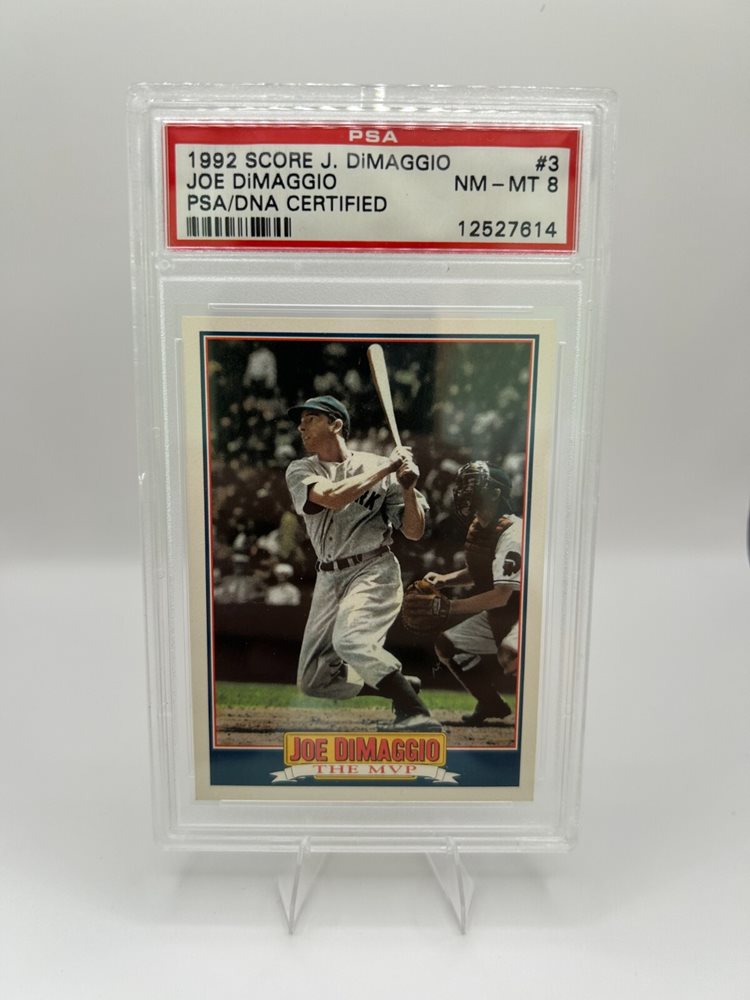 PSA
1992 SCORE J. DiMAGGIO #3
JOE DiMAGGIO NM – MT 8
PSA/DNA CERTIFIED
12527614
JOE DIMAGGIO
THE MVP